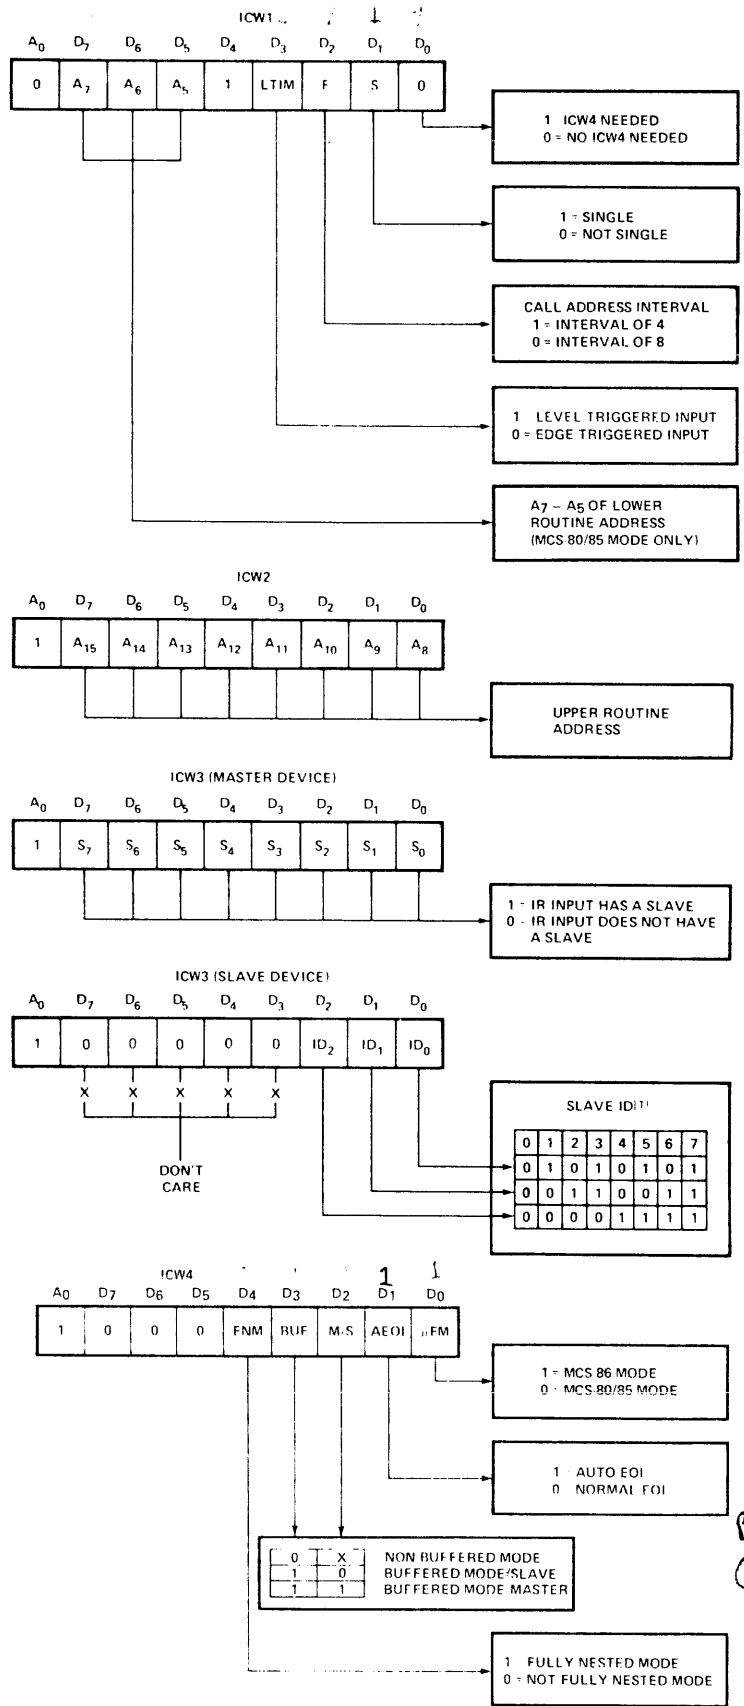 ICW1
1
A0 D7 D6 D5 D4 D3 D2 D1 D0
0 A7 A6 A5 1 LTIM F S 0
1 ICW4 NEEDED
0 = NO ICW4 NEEDED
1 = SINGLE
0 = NOT SINGLE
CALL ADDRESS INTERVAL
1 = INTERVAL OF 4
0 = INTERVAL OF 8
1 LEVEL TRIGGERED INPUT
0 = EDGE TRIGGERED INPUT
A7 – A5 OF LOWER
ROUTINE ADDRESS
(MCS 80/85 MODE ONLY)
ICW2
A0 D7 D6 D5 D4 D3 D2 D1 D0
1 A15 A14 A13 A12 A11 A10 A9 A8
UPPER ROUTINE
ADDRESS
ICW3 (MASTER DEVICE)
A0 D7 D6 D5 D4 D3 D2 D1 D0
1 S7 S6 S5 S4 S3 S2 S1 S0
1 = IR INPUT HAS A SLAVE
0 - IR INPUT DOES NOT HAVE
A SLAVE
ICW3 (SLAVE DEVICE)
A0 D7 D6 D5 D4 D3 D2 D1 D0
1 0 0 0 0 0 ID2 ID1 ID0
X X X X X
DON'T
CARE
SLAVE ID(1)
0 1 2 3 4 5 6 7
0 1 0 1 0 1 0 1
0 0 1 1 0 0 1 1
0 0 0 0 1 1 1 1
ICW4
1 1
A0 D7 D6 D5 D4 D3 D2 D1 D0
1 0 0 0 FNM BUF M/S AEOI μPM
1 = MCS 86 MODE
0 - MCS-80/85 MODE
1 AUTO EOI
0 NORMAL EOI
0 X NON BUFFERED MODE
1 0 BUFFERED MODE/SLAVE
1 1 BUFFERED MODE MASTER
1 FULLY NESTED MODE
0 = NOT FULLY NESTED MODE